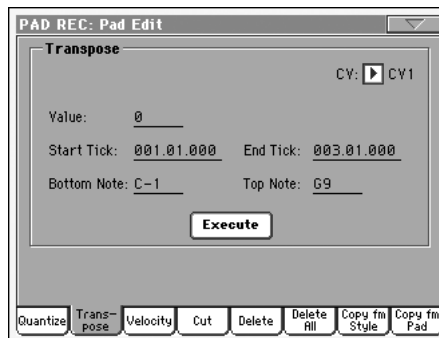 PAD REC: Pad Edit
Transpose
CV: CV1
Value: 0
Start Tick: 001.01.000 End Tick: 003.01.000
Bottom Note: C-1 Top Note: G9
Execute
Quantize Trans-pose Velocity Cut Delete Delete All Copy fm Style Copy fm Pad